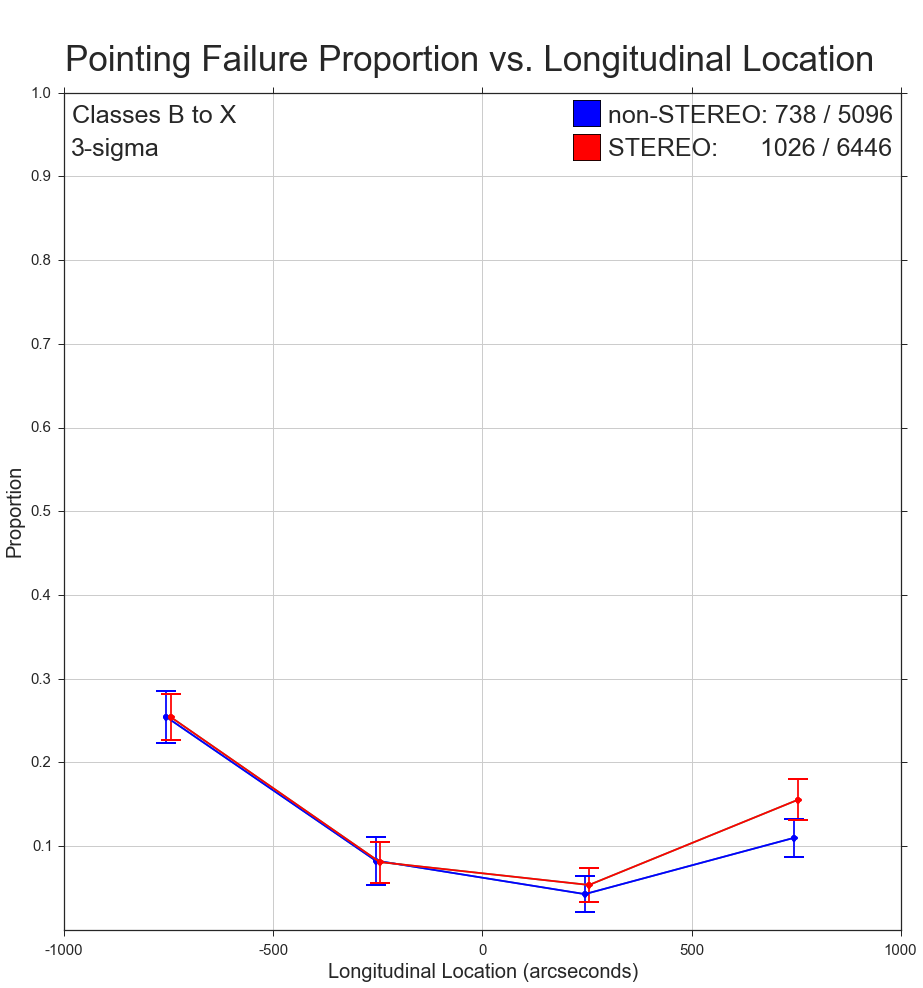 Pointing Failure Proportion vs. Longitudinal Location
Classes B to X
3-sigma
non-STEREO: 738 / 5096
STEREO: 1026 / 6446
1.0
0.9
0.8
0.7
0.6
0.5
0.4
0.3
0.2
0.1
Proportion
-1000
-500
0
500
1000
Longitudinal Location (arcseconds)